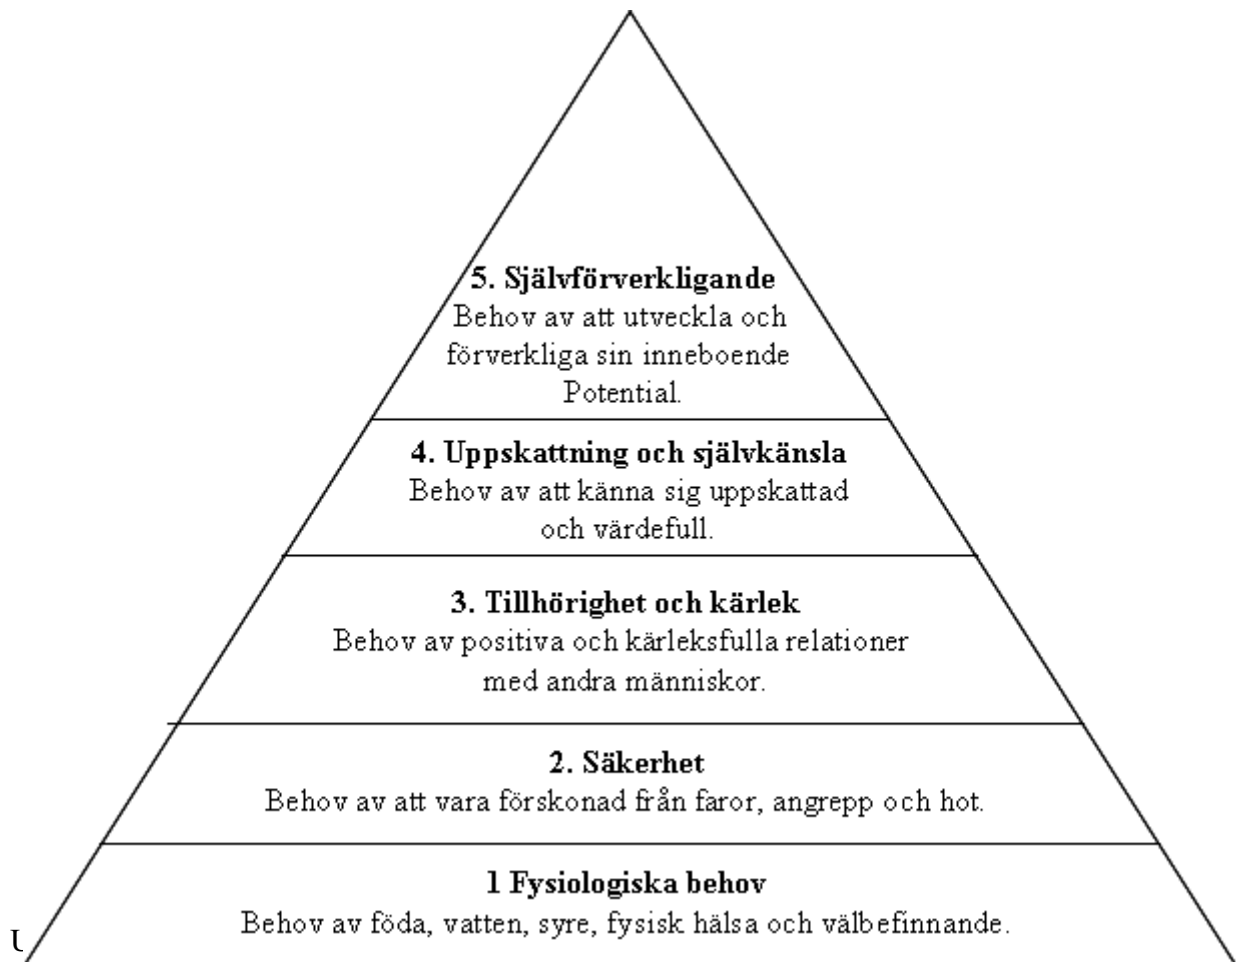 5. Självförverkligande
Behov av att utveckla och
förverkliga sin inneboende
Potential.
4. Uppskattning och självkänsla
Behov av att känna sig uppskattad
och värdefull.
3. Tillhörighet och kärlek
Behov av positiva och kärleksfulla relationer
med andra människor.
2. Säkerhet
Behov av att vara förskonad från faror, angrepp och hot.
1 Fysiologiska behov
Behov av föda, vatten, syre, fysisk hälsa och välbefinnande.